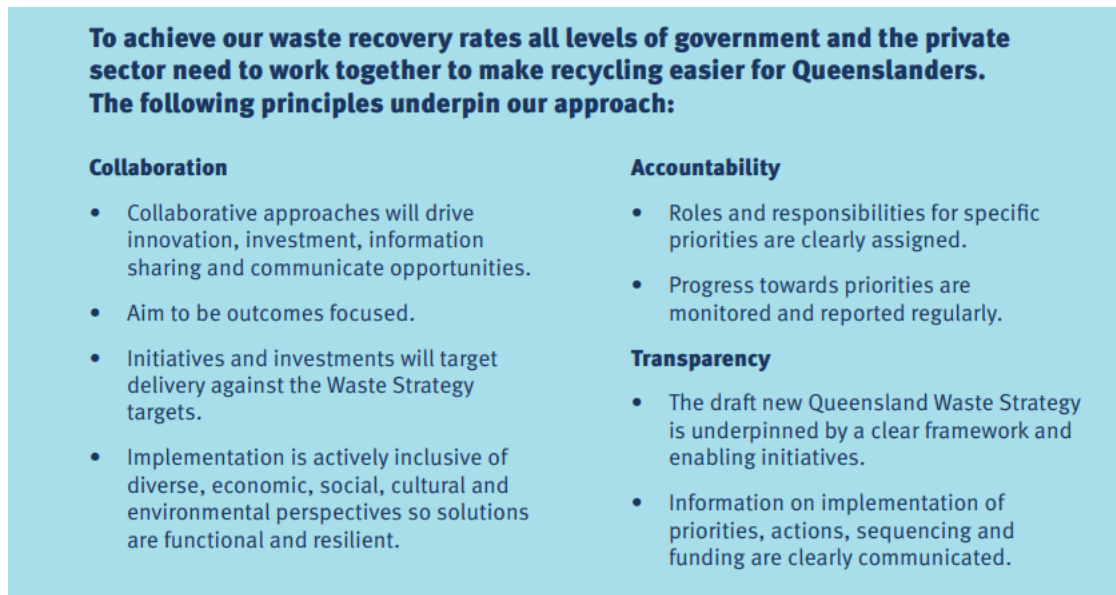 To achieve our waste recovery rates all levels of government and the private
sector need to work together to make recycling easier for Queenslanders.
The following principles underpin our approach:
Collaboration
• Collaborative approaches will drive
innovation, investment, information
sharing and communicate opportunities.
• Aim to be outcomes focused.
• Initiatives and investments will target
delivery against the Waste Strategy
targets.
• Implementation is actively inclusive of
diverse, economic, social, cultural and
environmental perspectives so solutions
are functional and resilient.
Accountability
• Roles and responsibilities for specific
priorities are clearly assigned.
• Progress towards priorities are
monitored and reported regularly.
Transparency
• The draft new Queensland Waste Strategy
is underpinned by a clear framework and
enabling initiatives.
• Information on implementation of
priorities, actions, sequencing and
funding are clearly communicated.